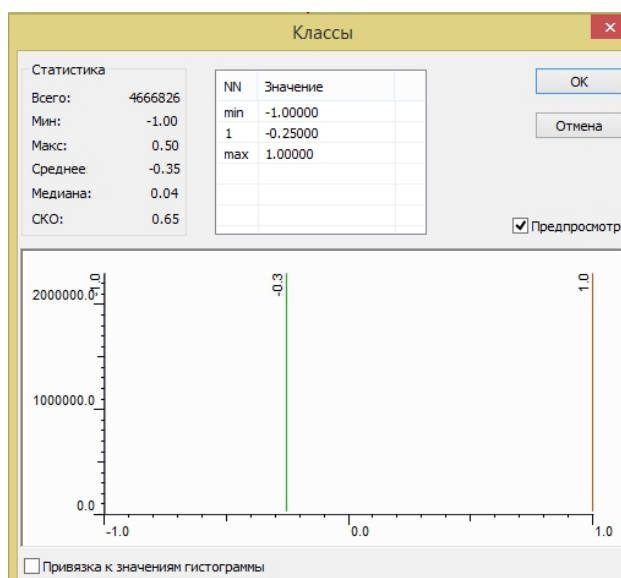 Классы
Статистика
Всего: 4666826
Мин: -1.00
Макс: 0.50
Среднее -0.35
Медиана: 0.04
СКО: 0.65
NN Значение
min -1.00000
1 -0.25000
max 1.00000
OK
Отмена
Предпросмотр
-1.0 -0.3 1.0
2000000.0
1000000.0
0.0
-1.0 0.0 1.0
Привязка к значениям гистограммы